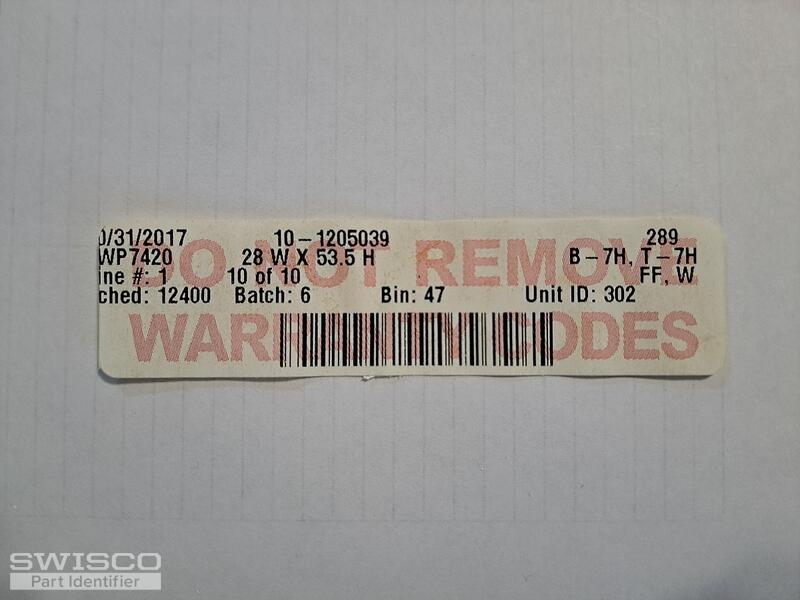 0/31/2017 10-1205039 289
WP7420 28 W X 53.5 H B-7H, T-7H
ine #: 1 10 of 10 FF, W
ched: 12400 Batch: 6 Bin: 47 Unit ID: 302
DO NOT REMOVE
WARRANTY CODES
SWISCO
Part Identifier